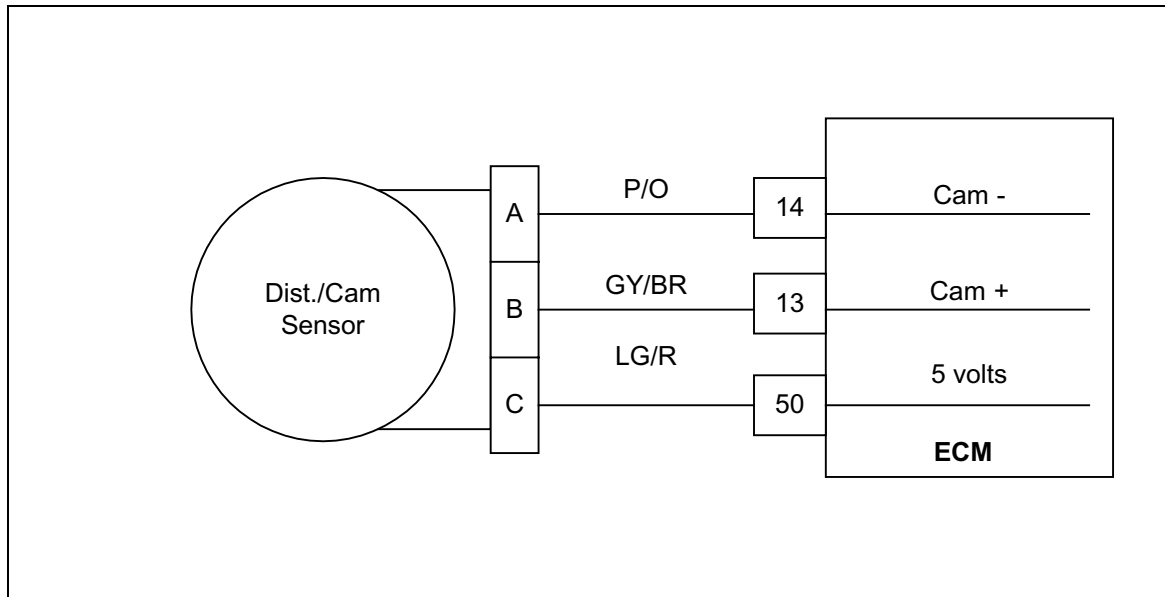 Dist./Cam
Sensor
A
P/O
14
Cam -
B
GY/BR
13
Cam +
C
LG/R
50
5 volts
ECM